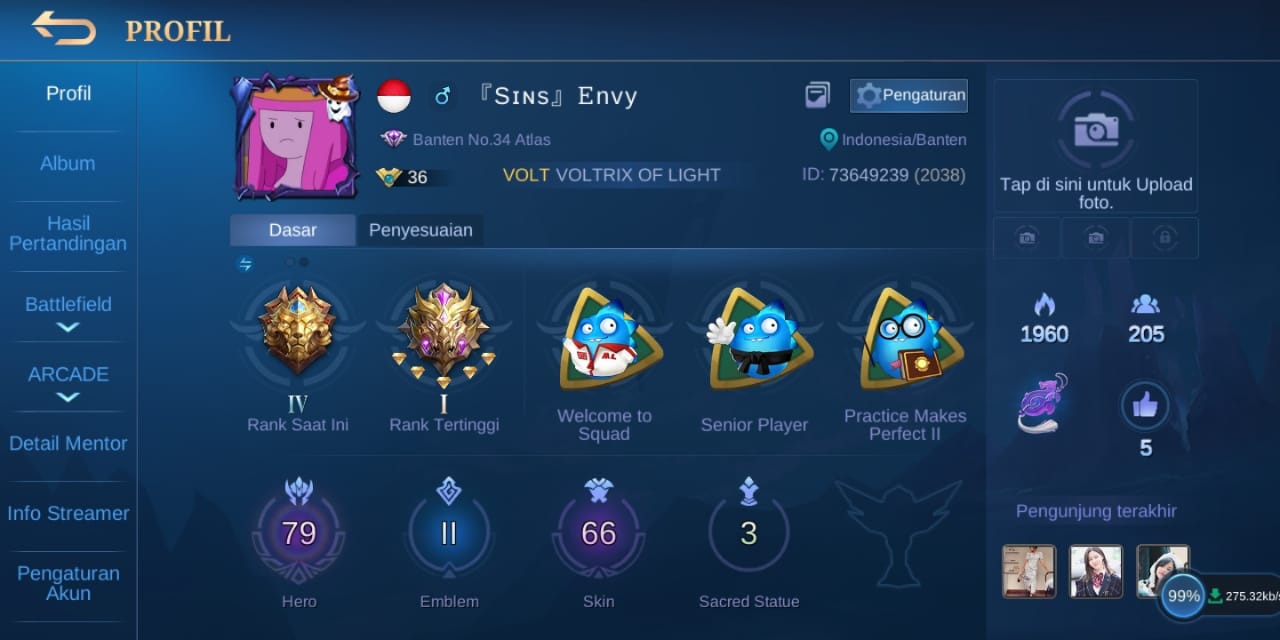 PROFIL
Profil
Album
Hasil
Pertandingan
Battlefield
ARCADE
Detail Mentor
Info Streamer
Pengaturan
Akun
『Sɪɴs』 Envy
Pengaturan
Banten No.34 Atlas
Indonesia/Banten
36
VOLT VOLTRIX OF LIGHT
ID: 73649239 (2038)
Dasar
Penyesuaian
IV
Rank Saat Ini
I
Rank Tertinggi
ML
Welcome to
Squad
Senior Player
Practice Makes
Perfect II
79
Hero
II
Emblem
66
Skin
3
Sacred Statue
Tap di sini untuk Upload
foto.
1960
205
5
Pengunjung terakhir
99%
275.32kb/s